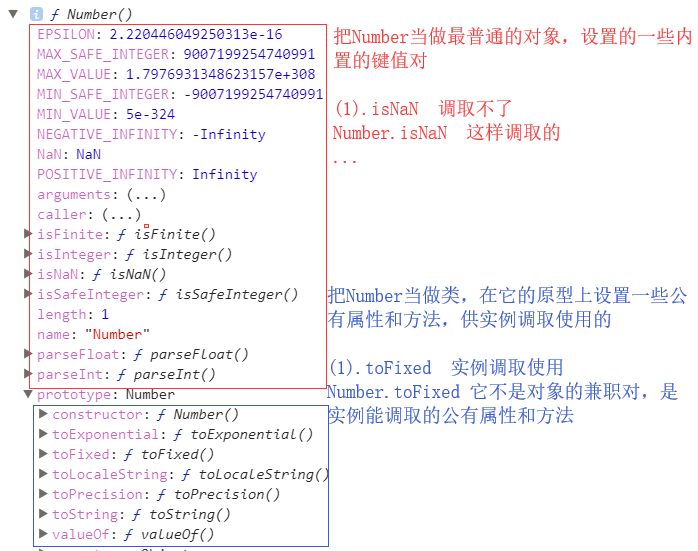 ƒ Number()
EPSILON: 2.220446049250313e-16
MAX_SAFE_INTEGER: 9007199254740991
MAX_VALUE: 1.7976931348623157e+308
MIN_SAFE_INTEGER: -9007199254740991
MIN_VALUE: 5e-324
NEGATIVE_INFINITY: -Infinity
NaN: NaN
POSITIVE_INFINITY: Infinity
arguments: (...)
caller: (...)
isFinite: ƒ isFinite()
isInteger: ƒ isInteger()
isNaN: ƒ isNaN()
isSafeInteger: ƒ isSafeInteger()
length: 1
name: "Number"
parseFloat: ƒ parseFloat()
parseInt: ƒ parseInt()
prototype: Number
constructor: ƒ Number()
toExponential: ƒ toExponential()
toFixed: ƒ toFixed()
toLocaleString: ƒ toLocaleString()
toPrecision: ƒ toPrecision()
toString: ƒ toString()
valueOf: ƒ valueOf()
把Number当做最普通的对象，设置的一些内
置的键值对
(1).isNaN 调取不了
Number.isNaN 这样调取的
...
把Number当做类，在它的原型上设置一些公
有属性和方法，供实例调取使用的
(1).toFixed 实例调取使用
Number.toFixed 它不是对象的兼职对，是
实例能调取的公有属性和方法